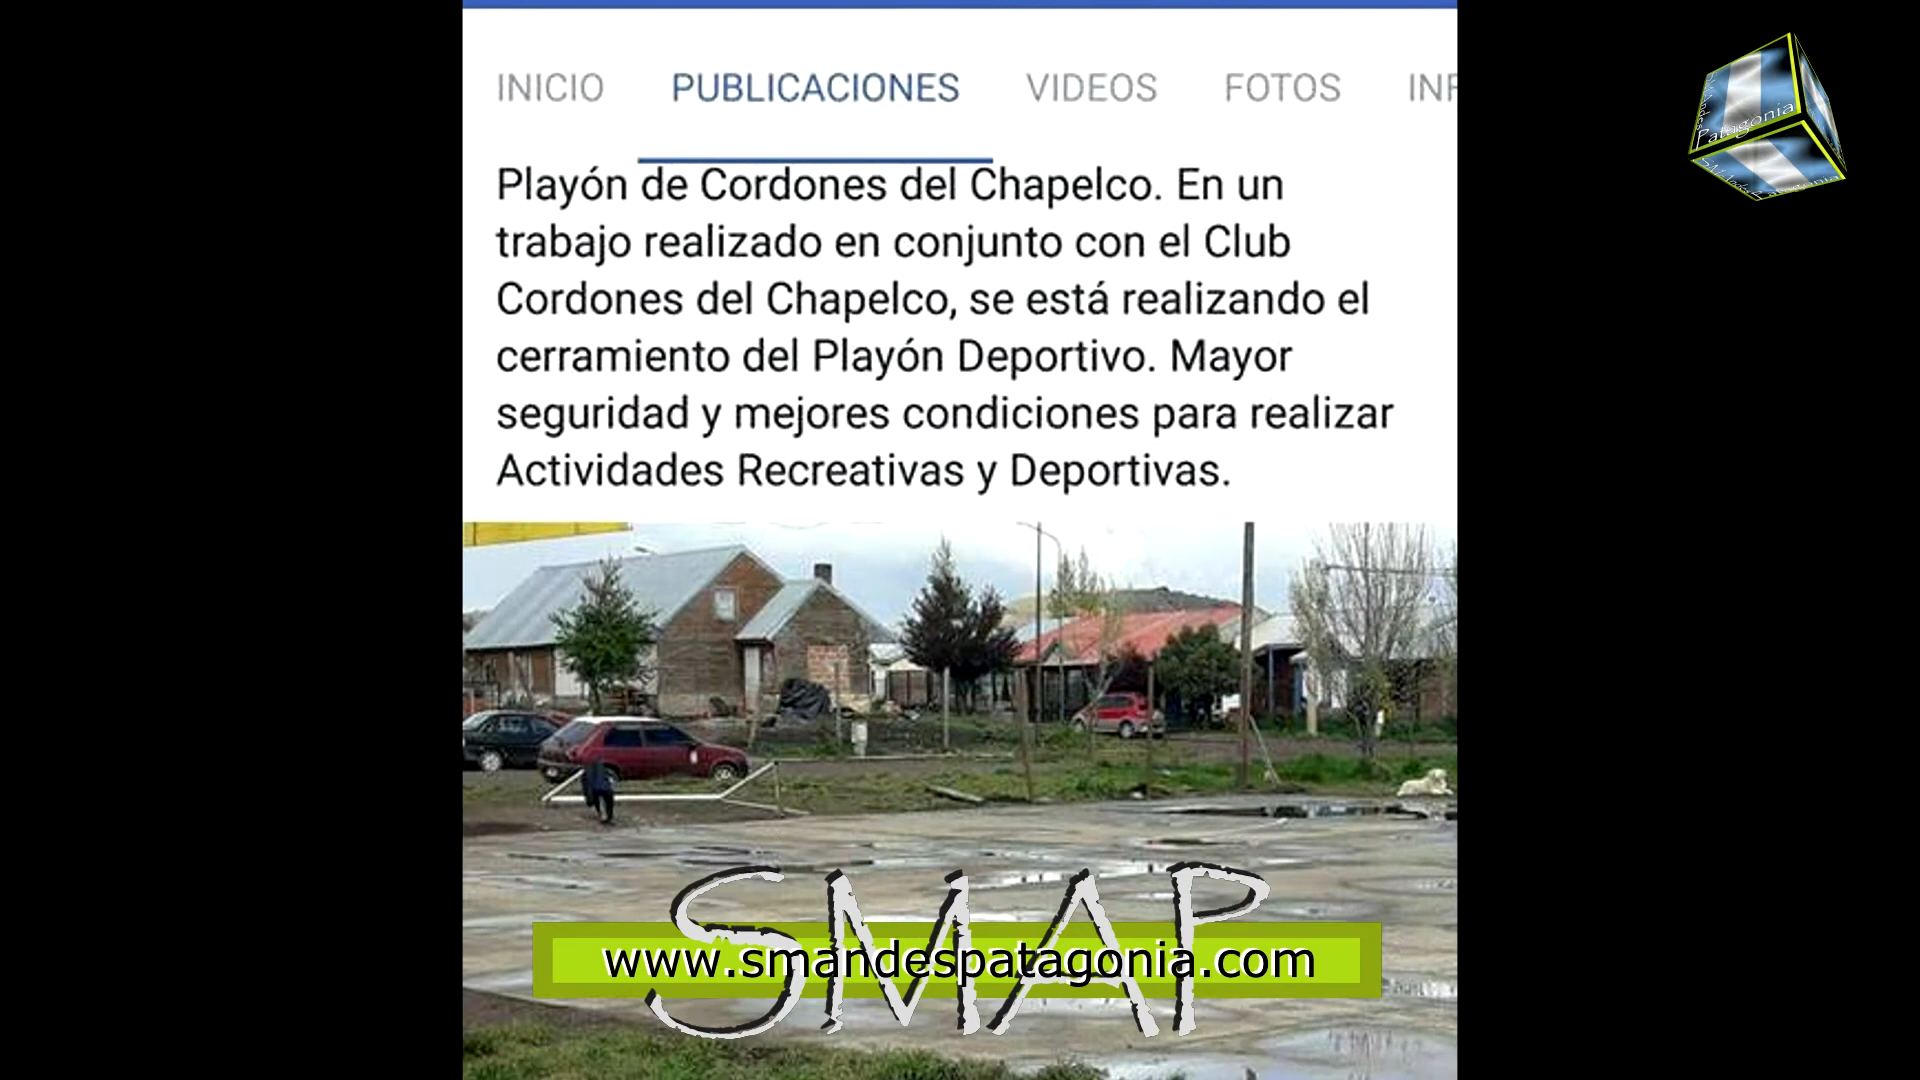 INICIO PUBLICACIONES VIDEOS FOTOS INF
Playón de Cordones del Chapelco. En un
trabajo realizado en conjunto con el Club
Cordones del Chapelco, se está realizando el
cerramiento del Playón Deportivo. Mayor
seguridad y mejores condiciones para realizar
Actividades Recreativas y Deportivas.
Patagonia
SMAP
www.smandespatagonia.com